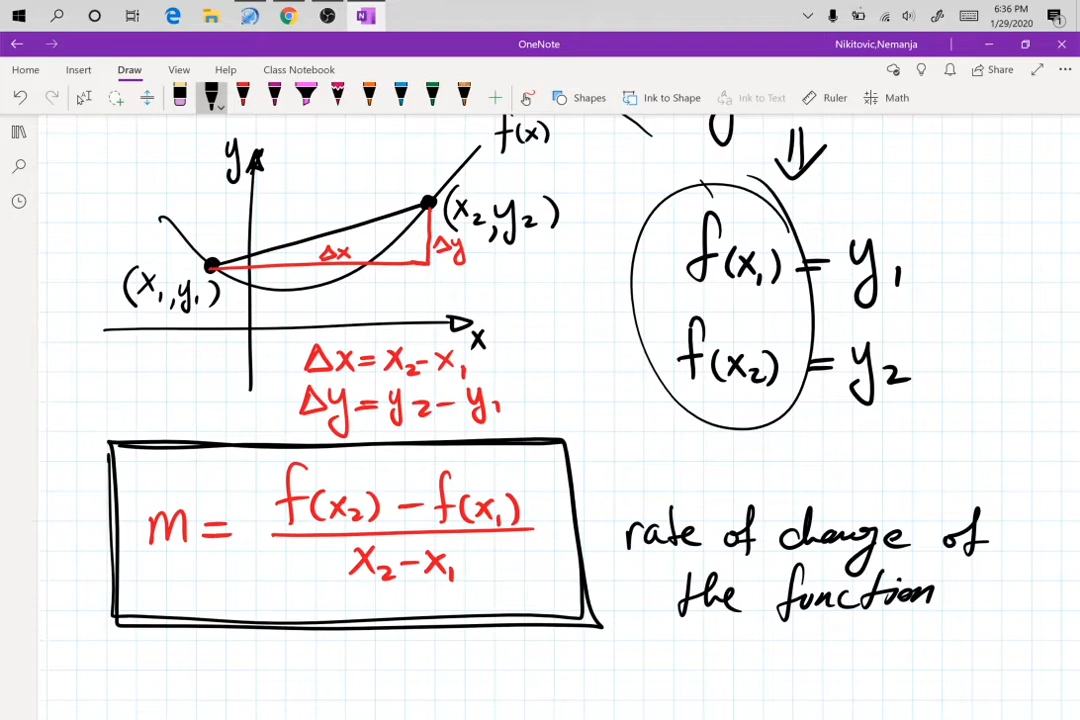 6:36 PM
1/29/2020
OneNote
Nikitovic,Nemanja
Home Insert Draw View Help Class Notebook
Share
Shapes Ink to Shape Ink to Text Ruler Math
y
f(x)
(x₂,y₂)
Δx
Δy
(x₁,y₁)
x
Δx = x₂ - x₁
Δy = y₂ - y₁
m = f(x₂) - f(x₁)
x₂ - x₁
⇓
f(x₁) = y₁
f(x₂) = y₂
rate of change of
the function